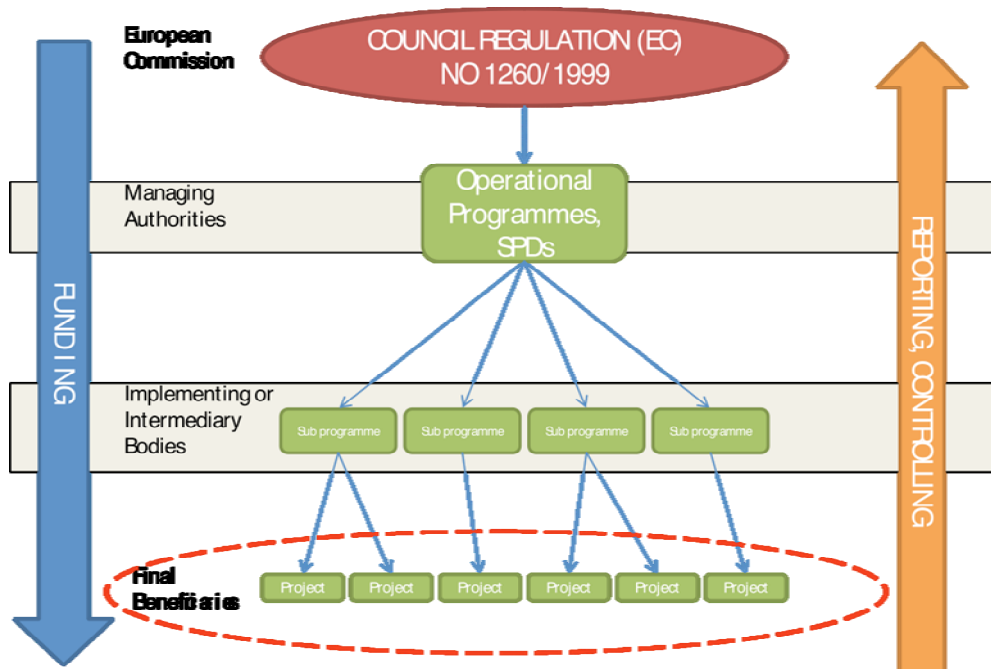 European
Commission
COUNCIL REGULATION (EC)
NO 1260/1999
Managing
Authorities
Operational
Programmes,
SPDs
FUNDING
REPORTING, CONTROLLING
Implementing or
Intermediary
Bodies
Sub programme
Sub programme
Sub programme
Sub programme
Final
Beneficiaries
Project
Project
Project
Project
Project
Project